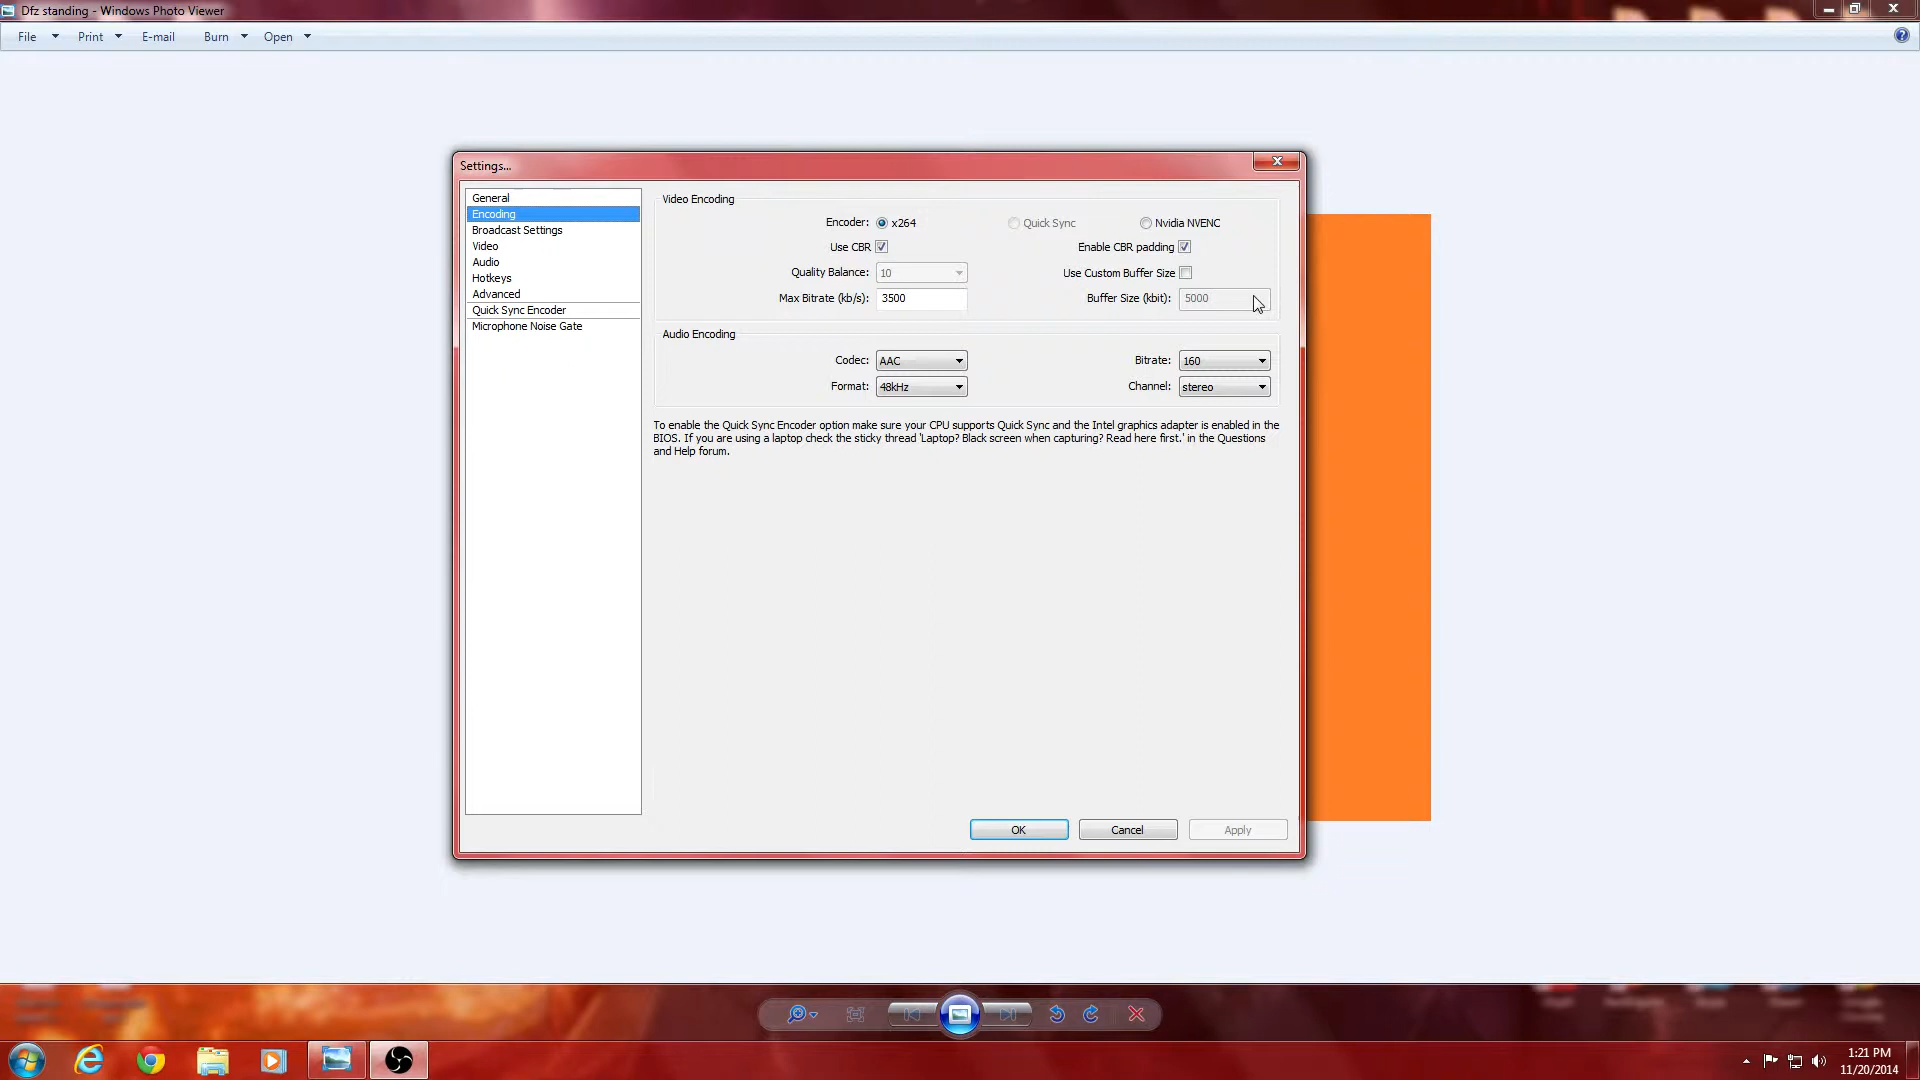 Dfz standing - Windows Photo Viewer
File Print E-mail Burn Open
Settings...
General
Encoding
Broadcast Settings
Video
Audio
Hotkeys
Advanced
Quick Sync Encoder
Microphone Noise Gate
Video Encoding
Encoder: x264 Quick Sync Nvidia NVENC
Use CBR Enable CBR padding
Quality Balance: 10 Use Custom Buffer Size
Max Bitrate (kb/s): 3500 Buffer Size (kbit): 5000
Audio Encoding
Codec: AAC Bitrate: 160
Format: 48kHz Channel: stereo
To enable the Quick Sync Encoder option make sure your CPU supports Quick Sync and the Intel graphics adapter is enabled in the
BIOS. If you are using a laptop check the sticky thread 'Laptop? Black screen when capturing? Read here first.' in the Questions
and Help forum.
OK Cancel Apply
1:21 PM
11/20/2014